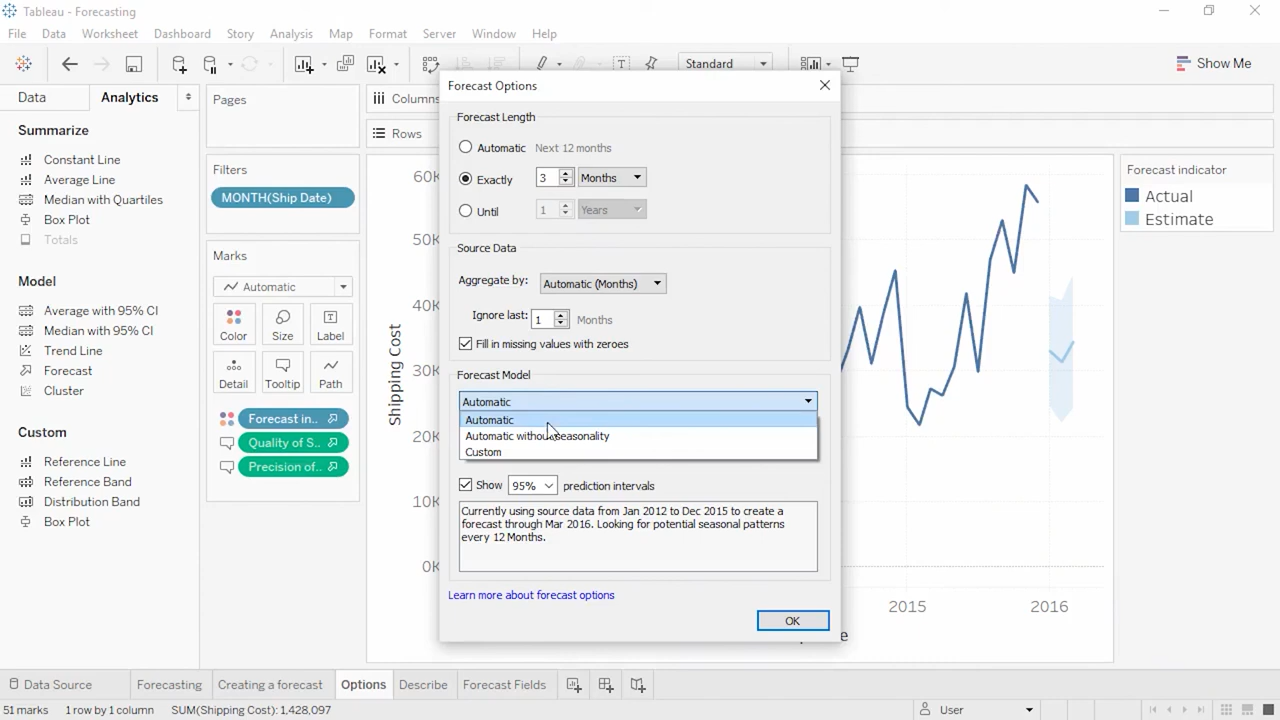 Tableau - Forecasting
File Data Worksheet Dashboard Story Analysis Map Format Server Window Help
Standard
Show Me
Data
Analytics
Summarize
Constant Line
Average Line
Median with Quartiles
Box Plot
Totals
Model
Average with 95% CI
Median with 95% CI
Trend Line
Forecast
Cluster
Custom
Reference Line
Reference Band
Distribution Band
Box Plot
Pages
Filters
MONTH(Ship Date)
Marks
Automatic
Color Size Label
Detail Tooltip Path
Forecast in..
Quality of S..
Precision of..
Columns
Rows
Shipping Cost
60K
50K
40K
30K
20K
10K
0K
2015 2016
Forecast Options
Forecast Length
Automatic Next 12 months
Exactly 3 Months
Until 1 Years
Source Data
Aggregate by: Automatic (Months)
Ignore last: 1 Months
Fill in missing values with zeroes
Forecast Model
Automatic
Automatic
Automatic without seasonality
Custom
Show 95% prediction intervals
Currently using source data from Jan 2012 to Dec 2015 to create a
forecast through Mar 2016. Looking for potential seasonal patterns
every 12 Months.
Learn more about forecast options
OK
Forecast indicator
Actual
Estimate
Data Source Forecasting Creating a forecast Options Describe Forecast Fields
51 marks 1 row by 1 column SUM(Shipping Cost): 1,428,097 User